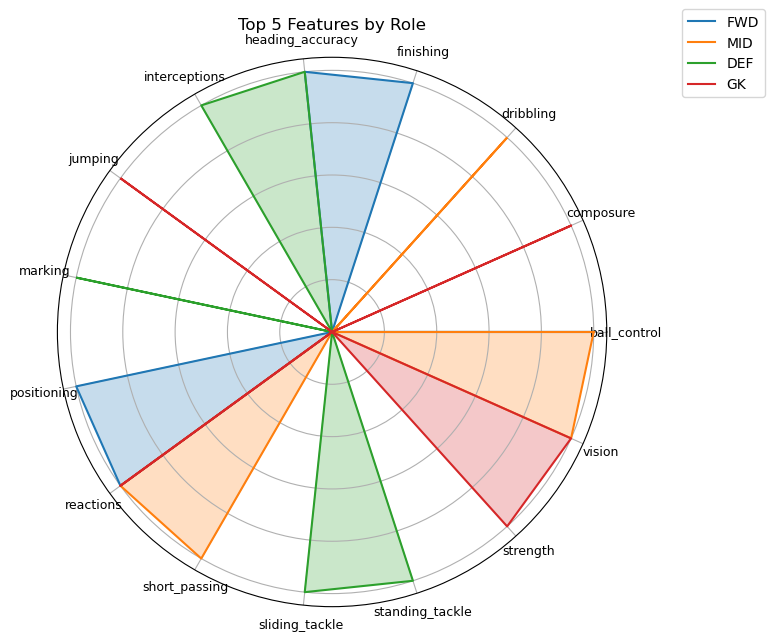 Top 5 Features by Role
FWD
MID
DEF
GK
heading_accuracy
finishing
interceptions
dribbling
jumping
composure
marking
ball_control
positioning
vision
reactions
strength
short_passing
standing_tackle
sliding_tackle